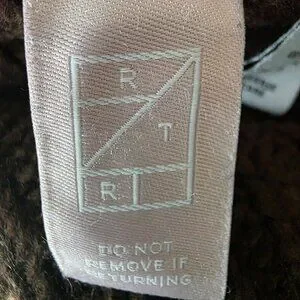 R
T
R
DO NOT
REMOVE IF
RETURNING